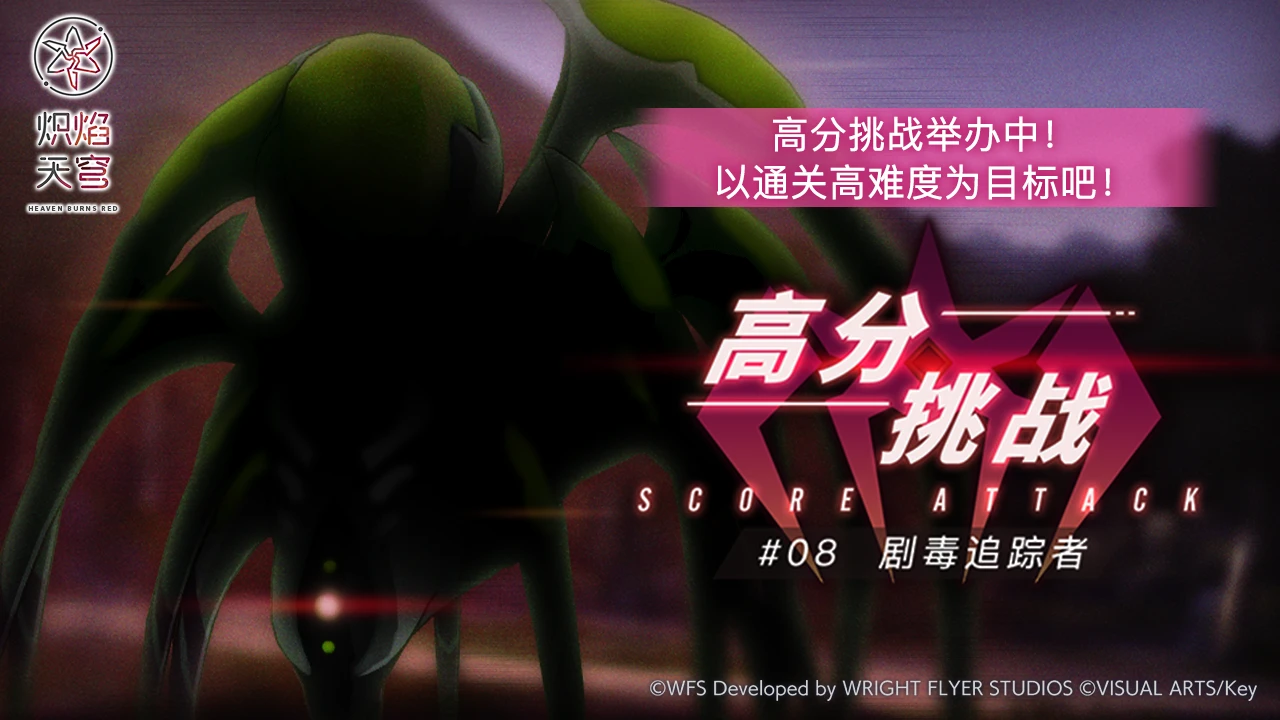 炽焰
天穹
HEAVEN BURNS RED
高分挑战举办中！
以通关高难度为目标吧！
高分
挑战
SCORE ATTACK
#08 剧毒追踪者
©WFS Developed by WRIGHT FLYER STUDIOS ©VISUAL ARTS/Key